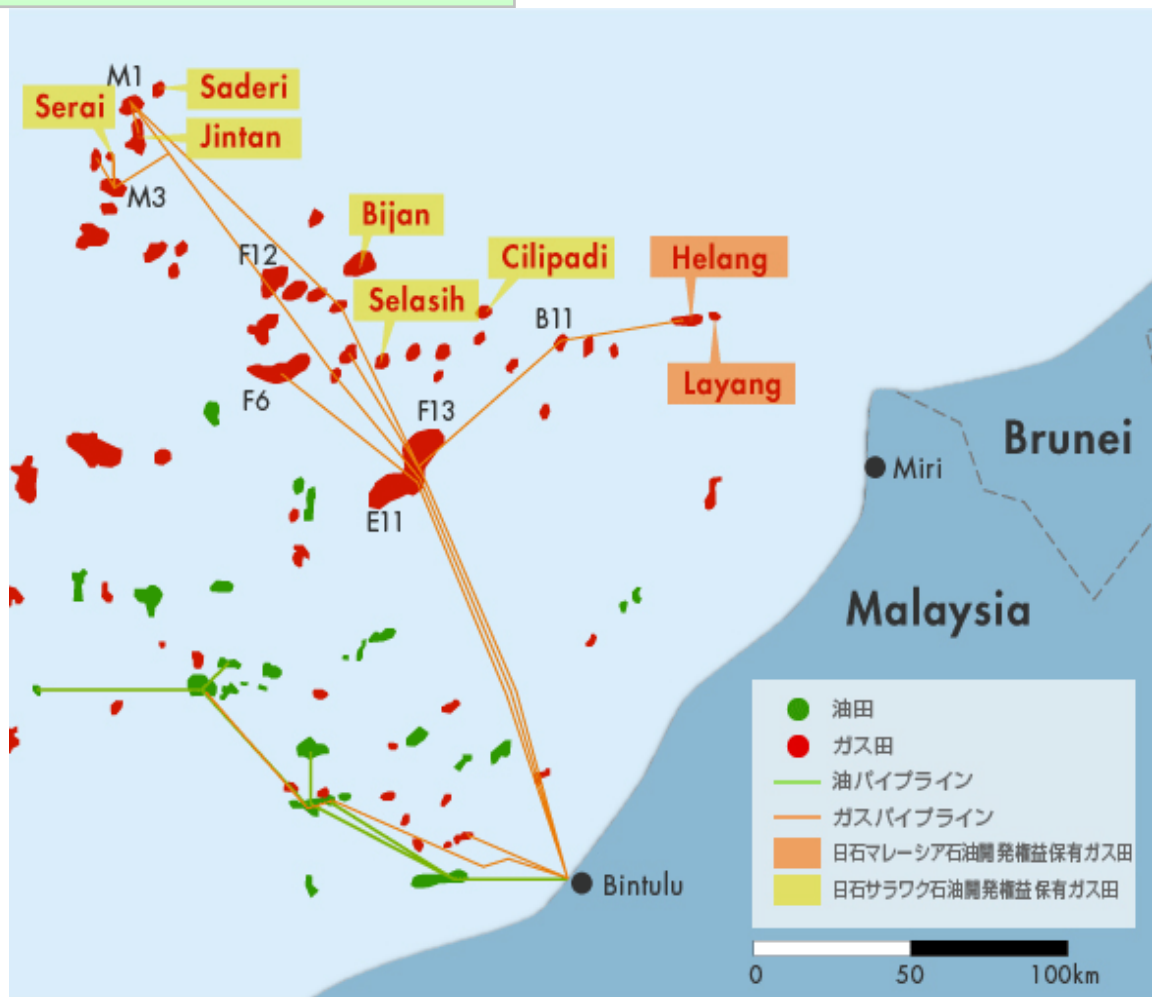 M1
Saderi
Serai
Jintan
M3
Bijan
F12
Cilipadi
Helang
Selasih
B11
Layang
F6
F13
Brunei
Miri
E11
Malaysia
油田
ガス田
油パイプライン
ガスパイプライン
日石マレーシア石油開発権益保有ガス田
日石サラワク石油開発権益保有ガス田
Bintulu
0 50 100km